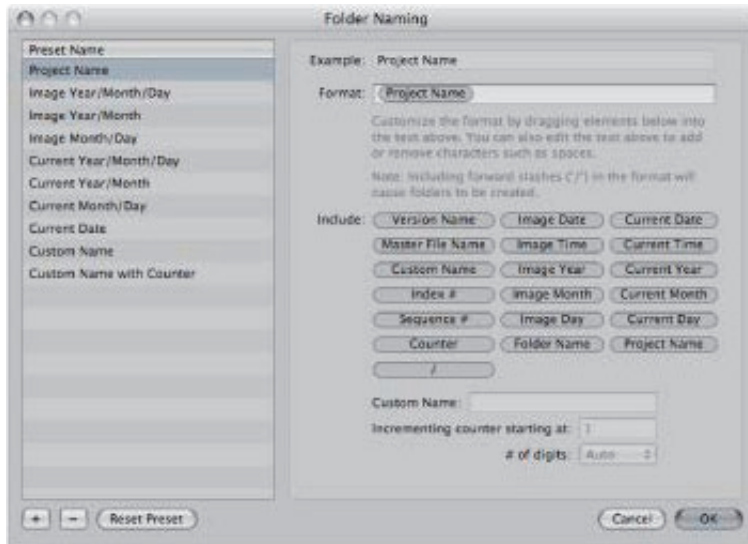 Folder Naming
Preset Name
Project Name
Image Year/Month/Day
Image Year/Month
Image Month/Day
Current Year/Month/Day
Current Year/Month
Current Month/Day
Current Date
Custom Name
Custom Name with Counter
+
-
Reset Preset
Example: Project Name
Format: Project Name
Customize the format by dragging elements below into
the text above. You can also edit the text above to add
or remove characters such as spaces.
Note: Including forward slashes ("/") in the format will
cause folders to be created.
Include: Version Name Image Date Current Date
Master File Name Image Time Current Time
Custom Name Image Year Current Year
Index # Image Month Current Month
Sequence # Image Day Current Day
Counter Folder Name Project Name
/
Custom Name:
Incrementing counter starting at: 1
# of digits: Auto
Cancel OK